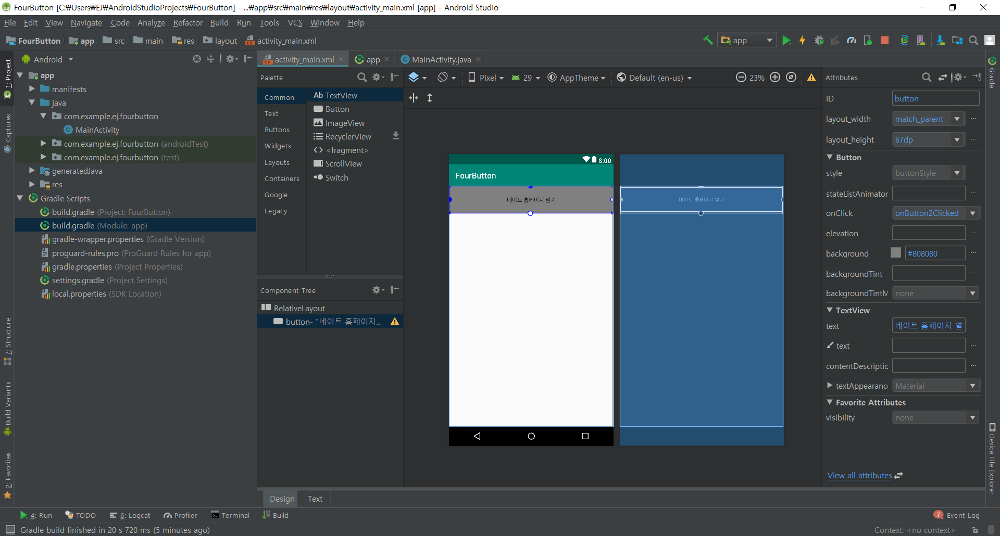 FourButton [C:₩Users₩EJ₩AndroidStudioProjects₩FourButton] - ...₩app₩src₩main₩res₩layout₩activity_main.xml [app] - Android Studio
File Edit View Navigate Code Analyze Refactor Build Run Tools VCS Window Help
FourButton app src main res layout activity_main.xml
app
1: Project
Captures
7: Structure
Build Variants
2: Favorites
Android
app
manifests
java
com.example.ej.fourbutton
MainActivity
com.example.ej.fourbutton (androidTest)
com.example.ej.fourbutton (test)
generatedJava
res
Gradle Scripts
build.gradle (Project: FourButton)
build.gradle (Module: app)
gradle-wrapper.properties (Gradle Version)
proguard-rules.pro (ProGuard Rules for app)
gradle.properties (Project Properties)
settings.gradle (Project Settings)
local.properties (SDK Location)
activity_main.xml app MainActivity.java
Palette
Common
Text
Buttons
Widgets
Layouts
Containers
Google
Legacy
Ab TextView
Button
ImageView
RecyclerView
<fragment>
ScrollView
Switch
Component Tree
RelativeLayout
button- "네이트 홈페이지...
Pixel 29 AppTheme Default (en-us) 23%
8:00
FourButton
네이트 홈페이지 열기
네이트 홈페이지 열기
Design Text
Attributes
ID button
layout_width match_parent
layout_height 67dp
Button
style buttonStyle
stateListAnimator
onClick onButton2Clicked
elevation
background #808080
backgroundTint
backgroundTintM none
TextView
text 네이트 홈페이지 열
text
contentDescriptic
textAppearanc Material
Favorite Attributes
visibility none
View all attributes
Gradle
Device File Explorer
4: Run TODO 6: Logcat Profiler Terminal Build
7 Event Log
Gradle build finished in 20 s 720 ms (5 minutes ago)
Context: <no context>